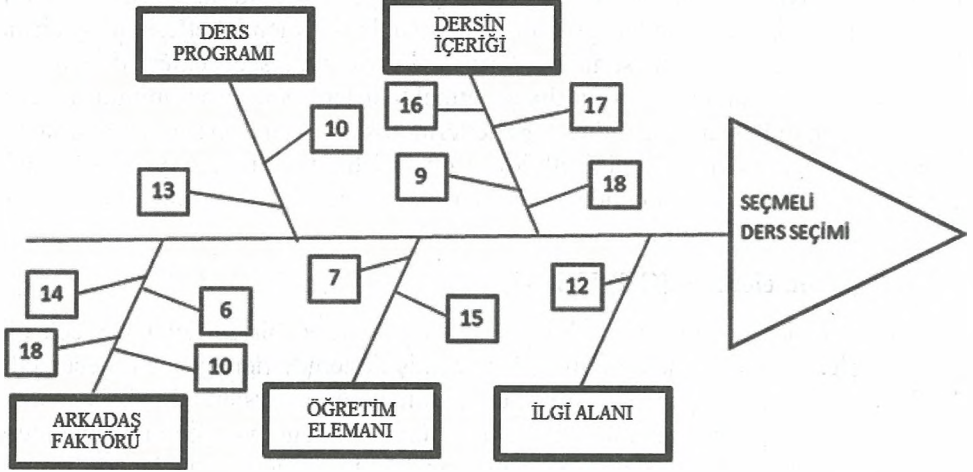 DERS
PROGRAMI
DERSİN
İÇERİĞİ
16
17
10
9
18
13
SEÇMELİ
DERS SEÇİMİ
7
12
14
6
15
18
10
ARKADAŞ
FAKTÖRÜ
ÖĞRETİM
ELEMANI
İLGİ ALANI